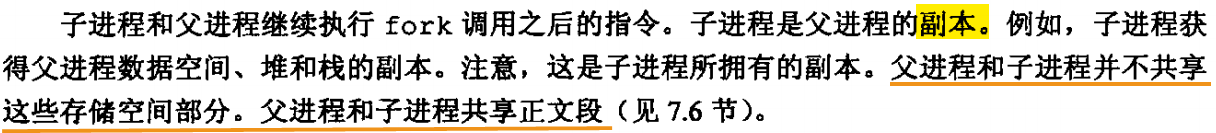 子进程和父进程继续执行 fork 调用之后的指令。子进程是父进程的副本。例如，子进程获
得父进程数据空间、堆和栈的副本。注意，这是子进程所拥有的副本。父进程和子进程并不共享
这些存储空间部分。父进程和子进程共享正文段（见 7.6 节）。